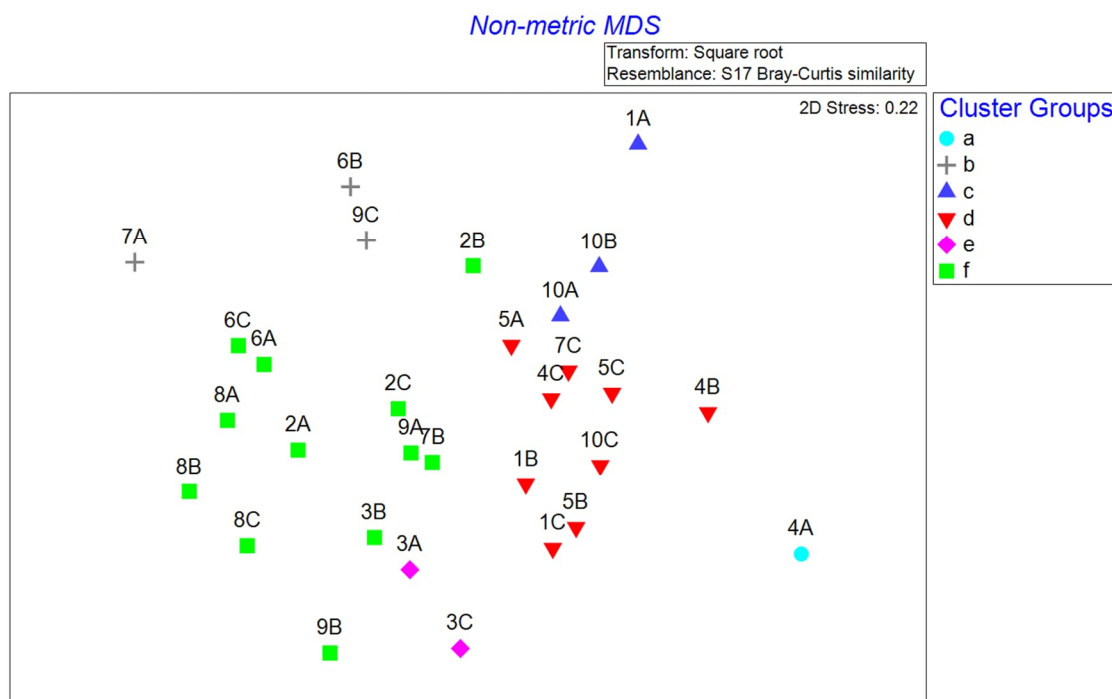 Non-metric MDS
Transform: Square root
Resemblance: S17 Bray-Curtis similarity
2D Stress: 0.22
Cluster Groups
a
b
c
d
e
f
1A
6B
9C
7A
2B
10B
10A
6C
6A
5A
7C
4C
5C
4B
8A
2C
2A
9A
7B
10C
8B
1B
8C
3B
5B
1C
4A
3A
9B
3C